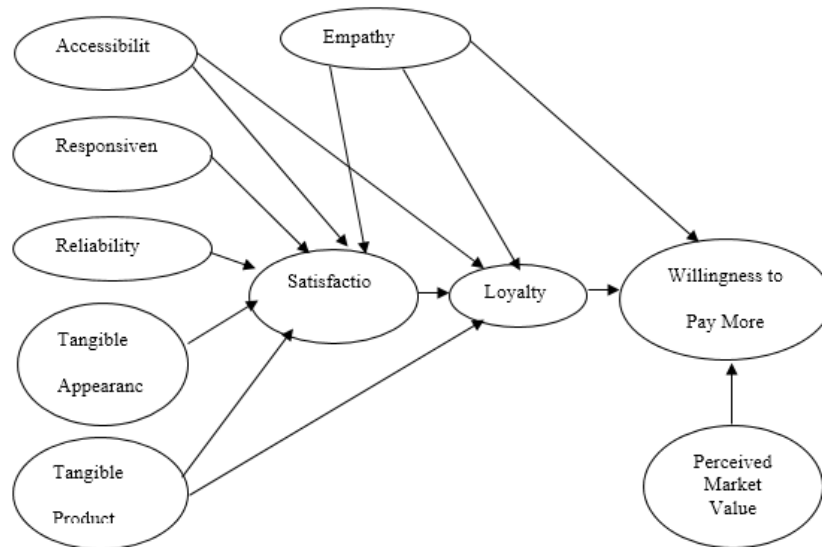 Accessibilit
Empathy
Responsiven
Reliability
Satisfactio
Loyalty
Willingness to
Pay More
Tangible
Appearanc
Tangible
Product
Perceived
Market
Value